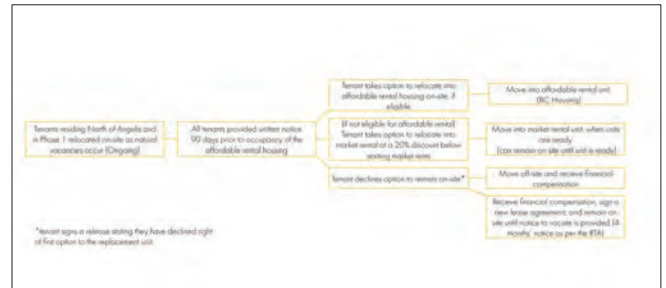 Tenants residing North of Angela and
in Phase 1 relocated on-site as natural
vacancies occur (Ongoing)
All tenants provided written notice
90 days prior to occupancy of the
affordable rental housing
Tenant takes option to relocate into
affordable rental housing on-site, if
eligible
Move into affordable rental unit
(BC Housing)
(If not eligible for affordable rental)
Tenant takes option to relocate into
market rental at a 20% discount below
starting market rents
Move into market rental unit, when units
are ready
(can remain on site until unit is ready)
Tenant declines option to remain on-site*
Move off-site and receive financial
compensation
Receive financial compensation, sign a
new lease agreement, and remain on-
site until notice to vacate is provided (4
months' notice as per the RTA)
*tenant signs a release stating they have declined right
of first option to the replacement unit